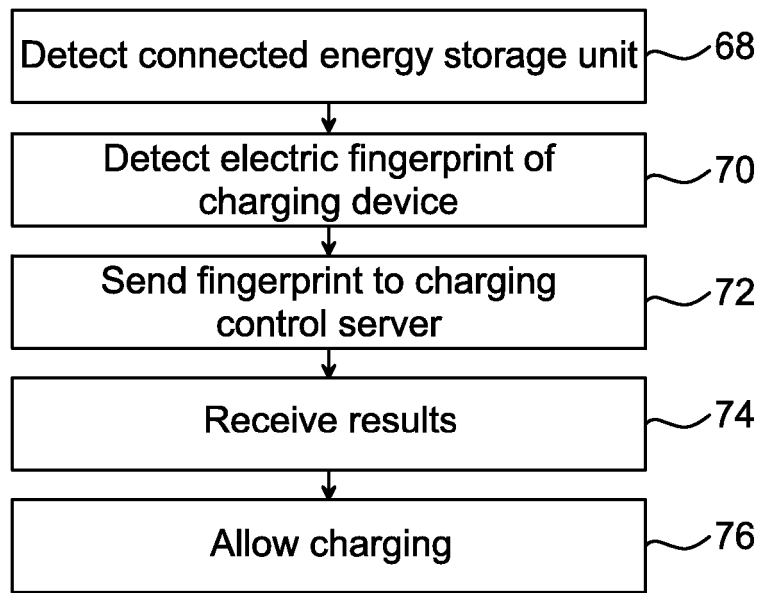 Detect connected energy storage unit
68
Detect electric fingerprint of
charging device
70
Send fingerprint to charging
control server
72
Receive results
74
Allow charging
76